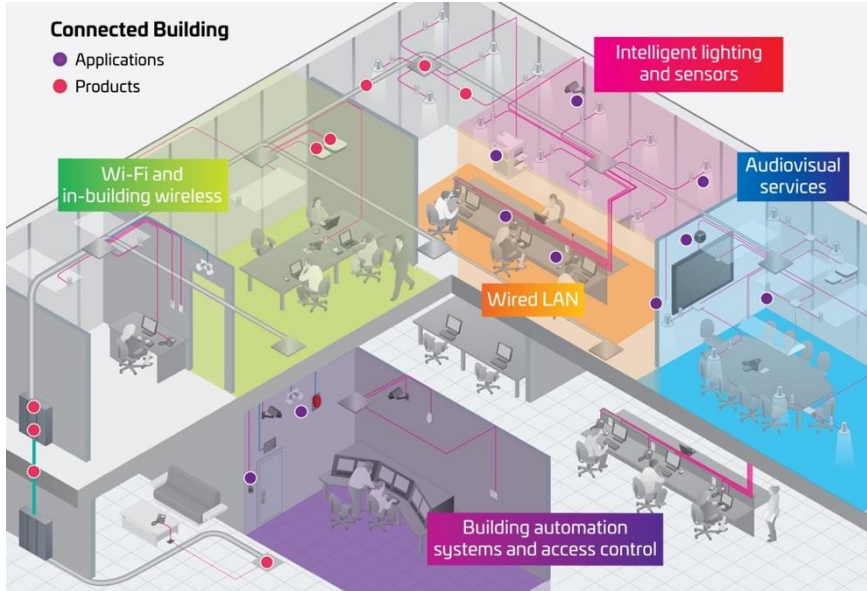 Connected Building
Applications
Products
Intelligent lighting
and sensors
Wi-Fi and
in-building wireless
Audiovisual
services
Wired LAN
Building automation
systems and access control